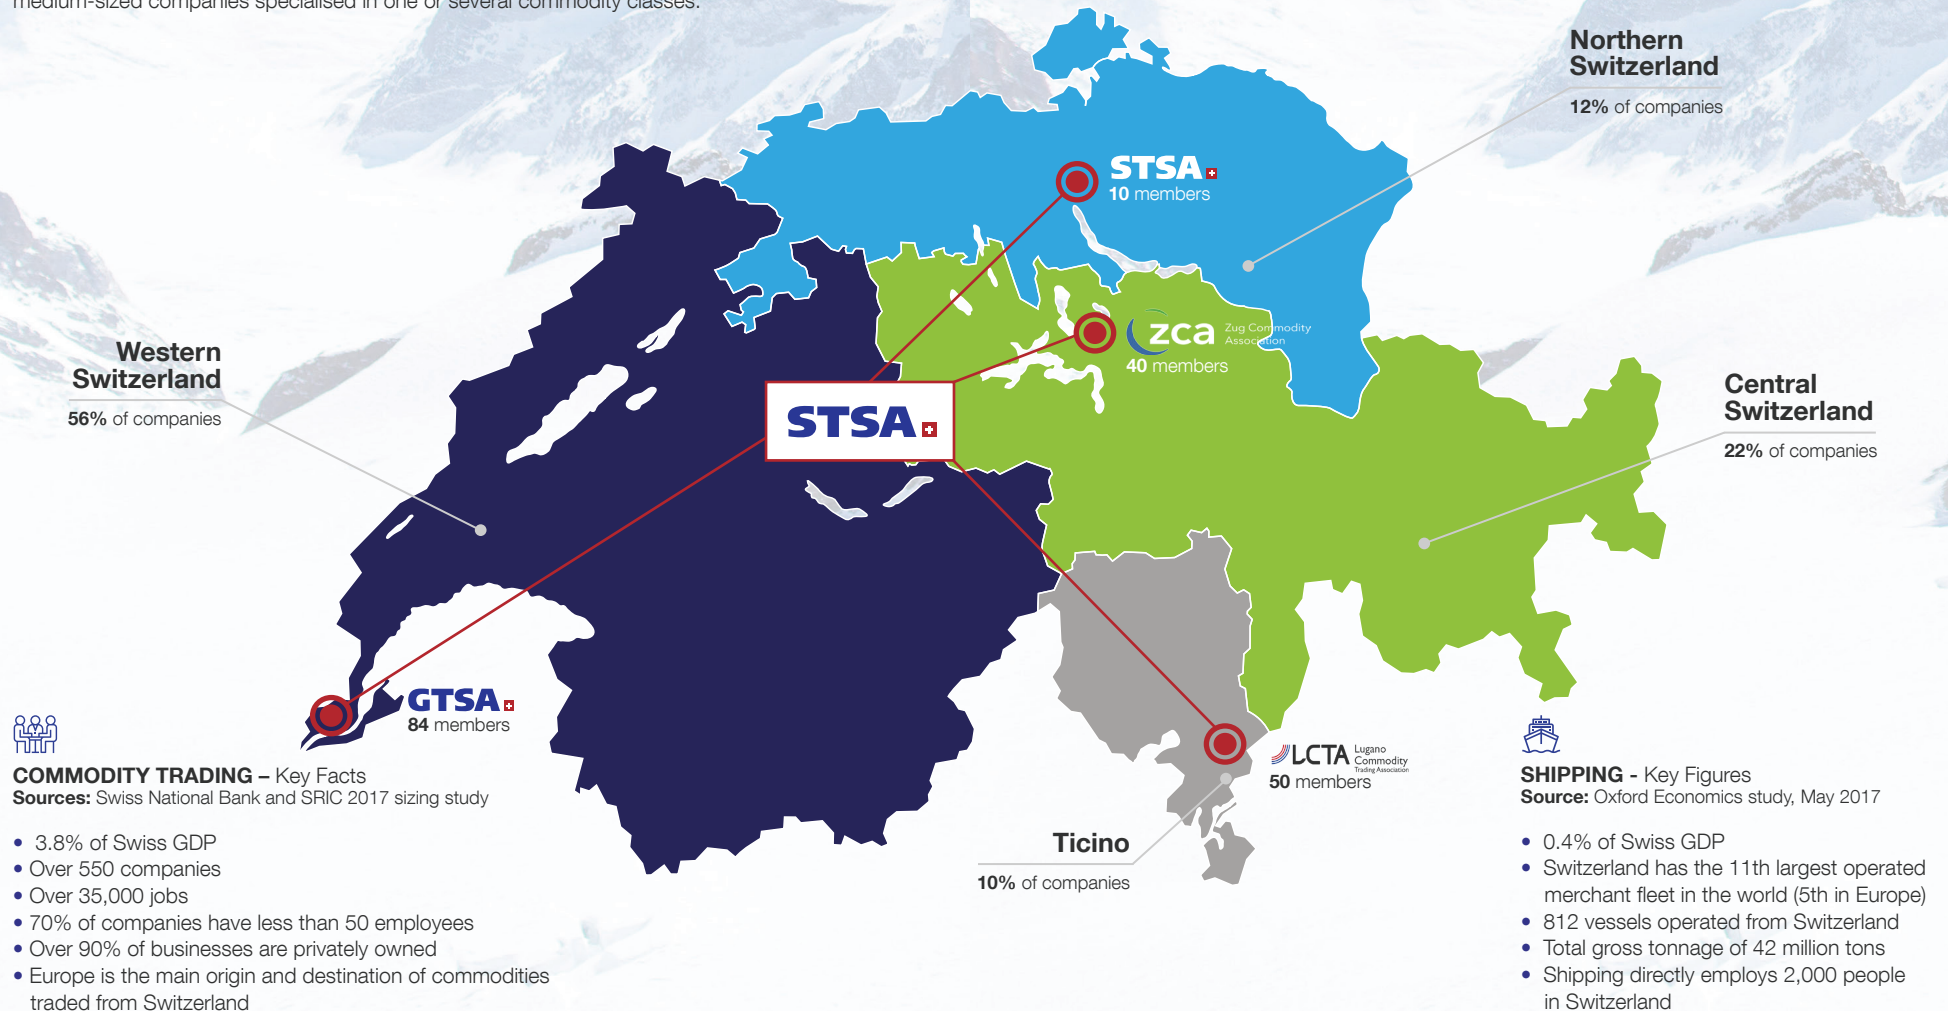 medium-sized companies specialised in one or several commodity classes.
Northern
Switzerland
12% of companies
STSA
10 members
zca Zug Commodity
Association
40 members
Western
Switzerland
56% of companies
STSA
Central
Switzerland
22% of companies
GTSA
84 members
LCTA Lugano
Commodity
Trading Association
50 members
Ticino
10% of companies
COMMODITY TRADING – Key Facts
Sources: Swiss National Bank and SRIC 2017 sizing study
• 3.8% of Swiss GDP
• Over 550 companies
• Over 35,000 jobs
• 70% of companies have less than 50 employees
• Over 90% of businesses are privately owned
• Europe is the main origin and destination of commodities
traded from Switzerland
SHIPPING - Key Figures
Source: Oxford Economics study, May 2017
• 0.4% of Swiss GDP
• Switzerland has the 11th largest operated
merchant fleet in the world (5th in Europe)
• 812 vessels operated from Switzerland
• Total gross tonnage of 42 million tons
• Shipping directly employs 2,000 people
in Switzerland